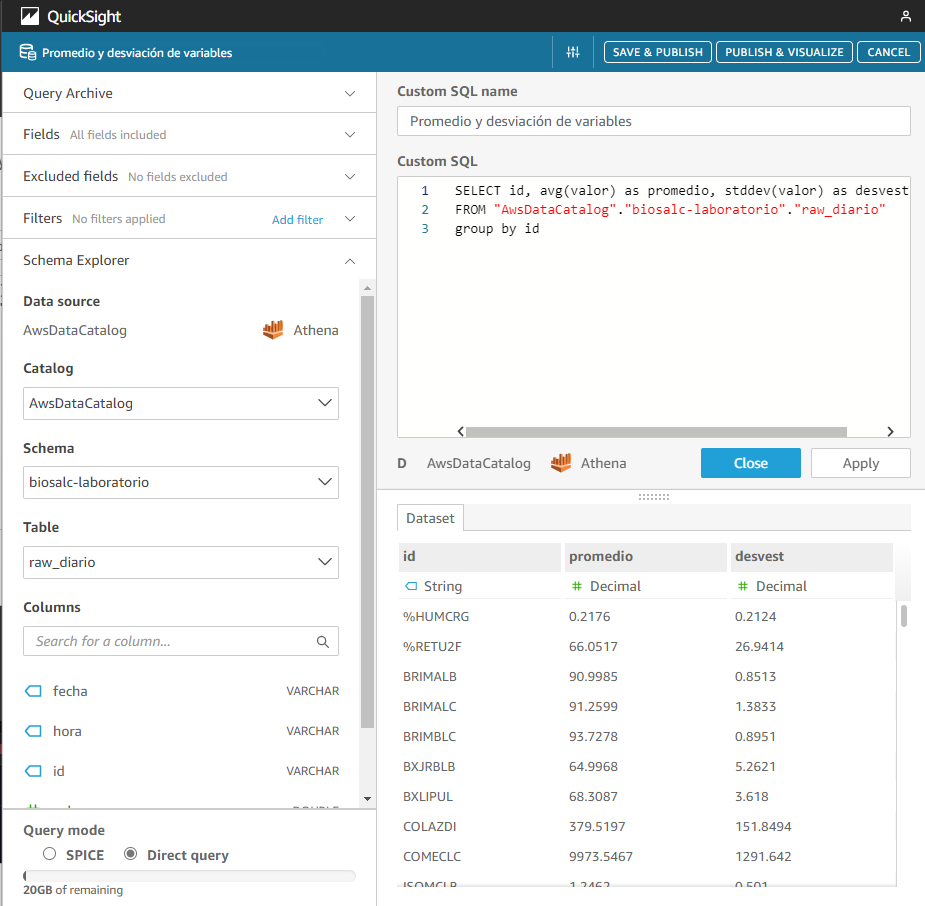 QuickSight
Promedio y desviación de variables
SAVE & PUBLISH
PUBLISH & VISUALIZE
CANCEL
Query Archive
Fields All fields included
Excluded fields No fields excluded
Filters No filters applied Add filter
Schema Explorer
Data source
AwsDataCatalog Athena
Catalog
AwsDataCatalog
Schema
biosalc-laboratorio
Table
raw_diario
Columns
Search for a column...
fecha VARCHAR
hora VARCHAR
id VARCHAR
Query mode
SPICE Direct query
20GB of remaining
Custom SQL name
Promedio y desviación de variables
Custom SQL
1 SELECT id, avg(valor) as promedio, stddev(valor) as desvest
2 FROM "AwsDataCatalog"."biosalc-laboratorio"."raw_diario"
3 group by id
D AwsDataCatalog Athena Close Apply
Dataset
id promedio desvest
String # Decimal # Decimal
%HUMCRG 0.2176 0.2124
%RETU2F 66.0517 26.9414
BRIMALB 90.9985 0.8513
BRIMALC 91.2599 1.3833
BRIMBLC 93.7278 0.8951
BXJRBLB 64.9968 5.2621
BXLIPUL 68.3087 3.618
COLAZDI 379.5197 151.8494
COMECLC 9973.5467 1291.642
ISOMCLB 1.2462 0.501